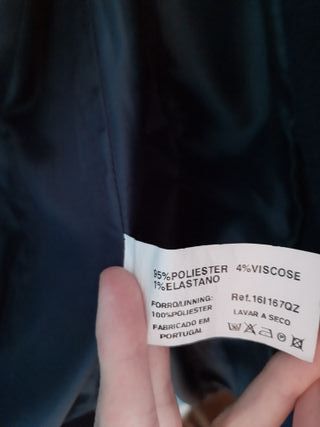 95%POLIESTER 4%VISCOSE
1%ELASTANO
FORRO/LINNING:
100%POLIESTER
FABRICADO EM
PORTUGAL
Ref.16I167QZ
LAVAR A SECO